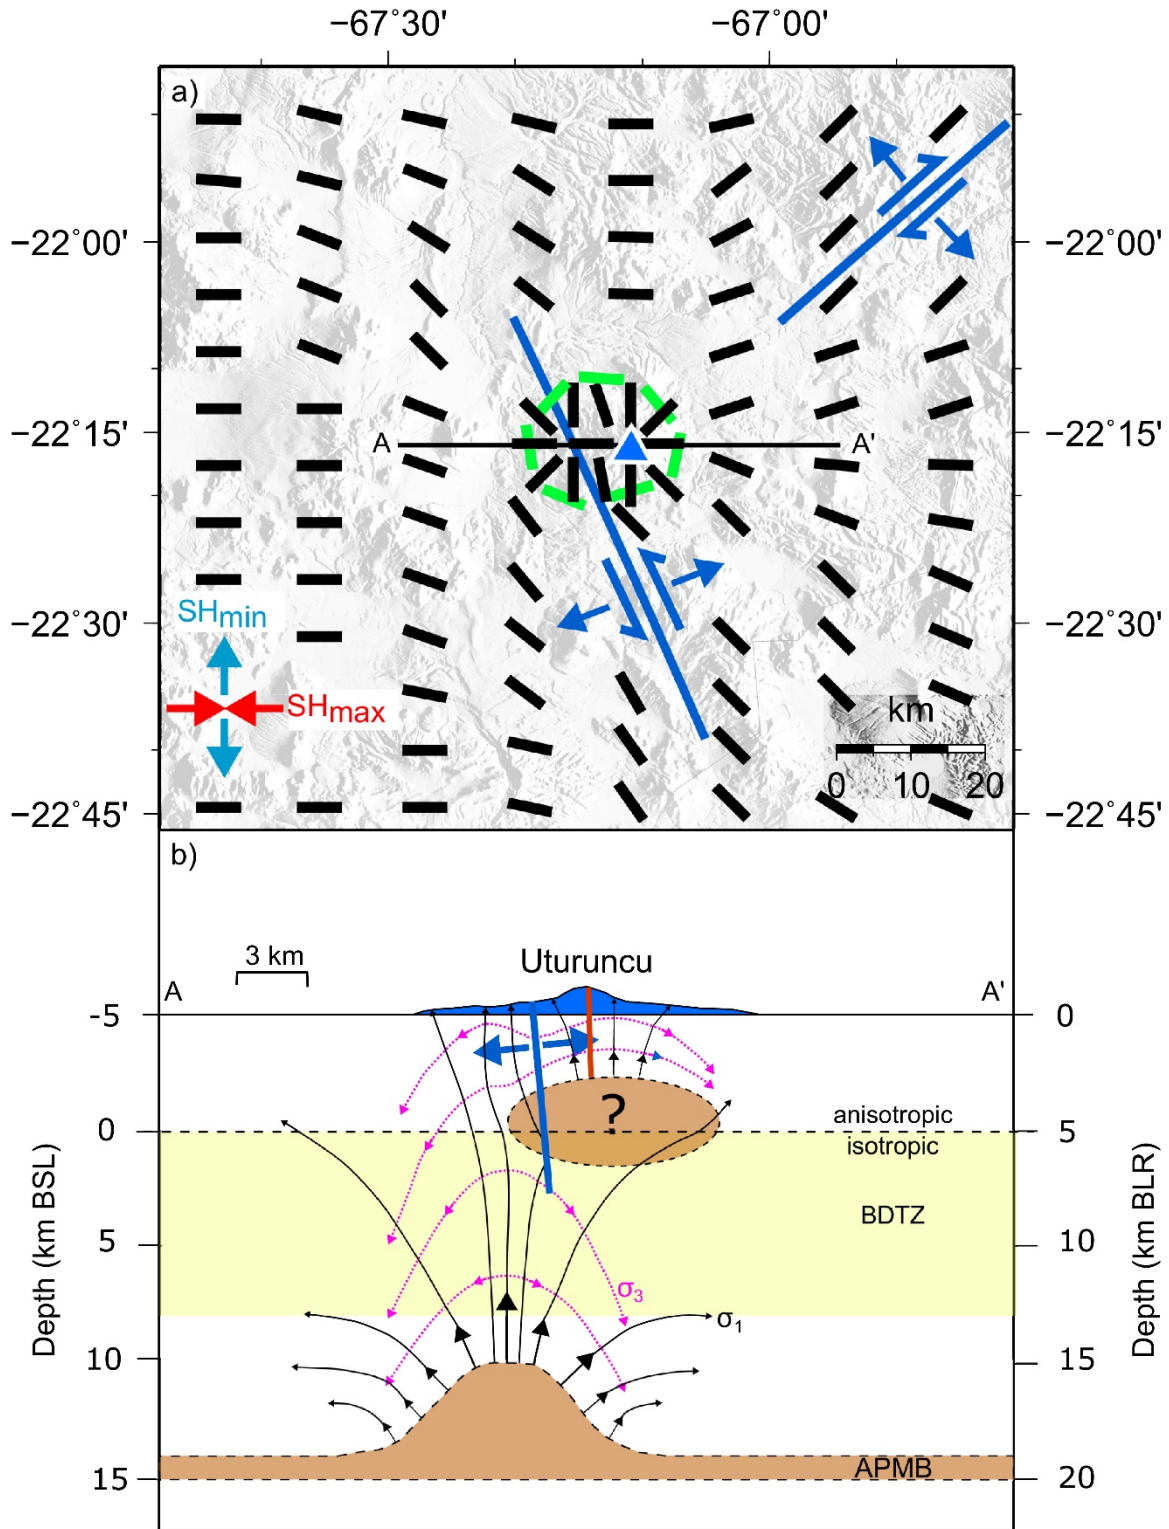 −67°30' −67°00'
a)
−22°00' −22°00'
−22°15' A A' −22°15'
SHmin
−22°30' −22°30'
SHmax
km
0 10 20
−22°45' −22°45'
b)
3 km Uturuncu
A A'
-5 0
?
anisotropic
0 5
isotropic
BDTZ
5 10
σ3
σ1
10 15
APMB
15 20
Depth (km BSL)
Depth (km BLR)